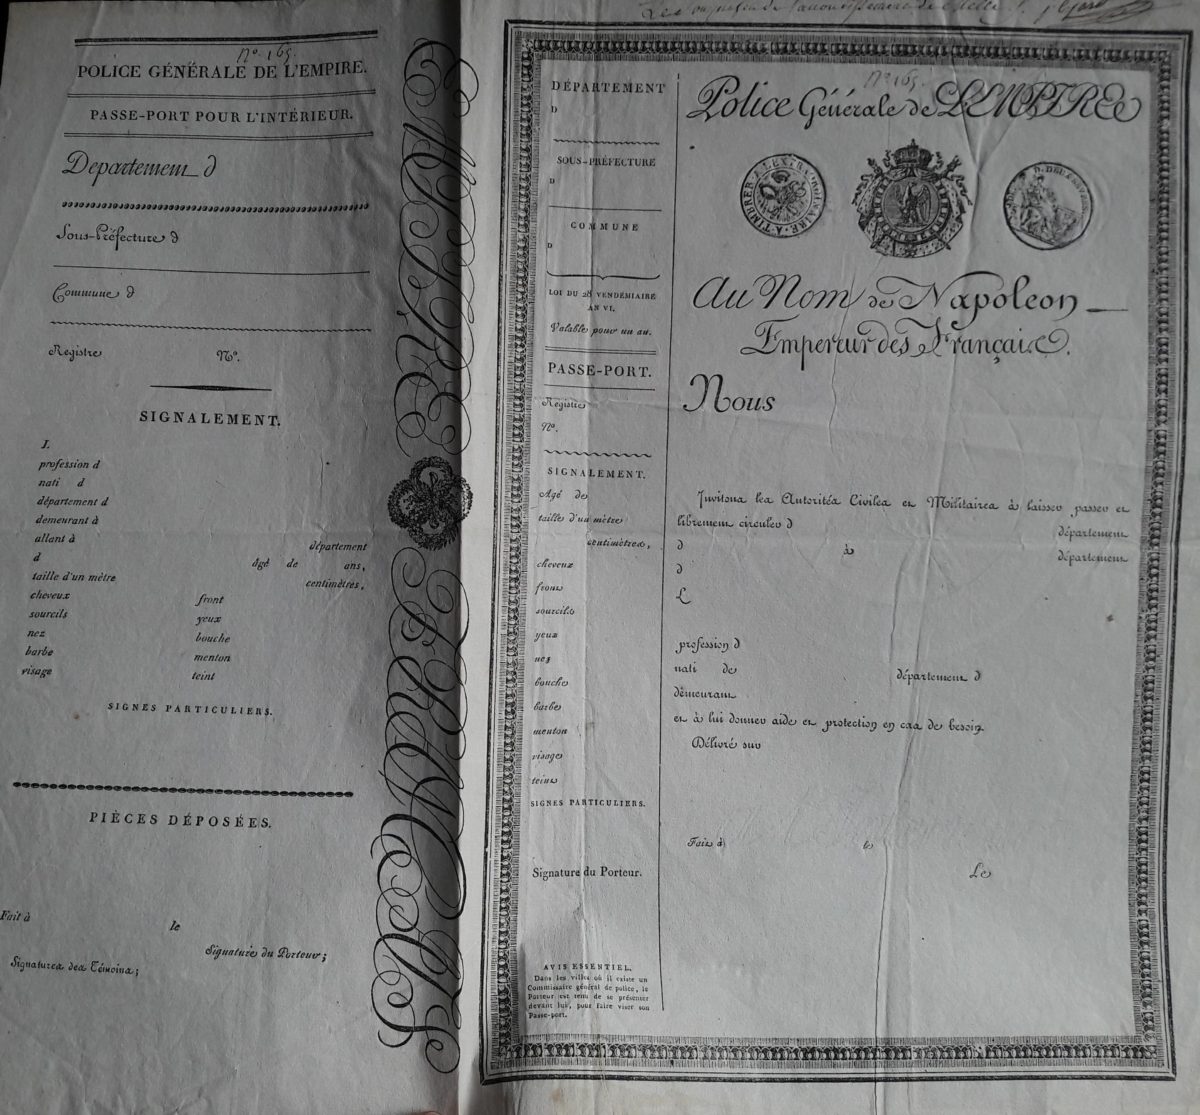 N.º 165.
POLICE GÉNÉRALE DE L'EMPIRE.
PASSE-PORT POUR L'INTÉRIEUR.
Département d
Sous-Préfecture d
Commune d
Registre N.º
SIGNALEMENT.
L
profession d
nati d
département d
demeurant à
allant à
département
d âgé de ans,
taille d'un mètre centimètres,
cheveux front
sourcils yeux
nez bouche
barbe menton
visage teint
SIGNES PARTICULIERS.
PIÈCES DÉPOSÉES.
Fait à le
Signature du Porteur;
Signatures des Témoins;
EMPIRE
FRANÇAIS
DÉPARTEMENT
D
SOUS-PRÉFECTURE
D
COMMUNE
D
LOI DU 28 VENDÉMIAIRE
AN VI.
Valable pour un an.
PASSE-PORT.
Registre
N.º
SIGNALEMENT.
Agé de
taille d'un mètre
centimètres,
cheveux
front
sourcils
yeux
nez
bouche
barbe
menton
visage
teint
SIGNES PARTICULIERS.
Signature du Porteur.
AVIS ESSENTIEL.
Dans les villes où il existe un
Commissaire général de police, le
Porteur est tenu de se présenter
devant lui, pour faire viser son
Passe-port.
N.º 165.
Police Générale de L'EMPIRE
A TIMBRER A L'EXTRAORDINAIRE
Au Nom de Napoleon
Empereur des Français.
Nous
Invitons les Autorités Civiles et Militaires à laisser passer et
librement circuler d département
d à département
d
L
profession d
nati de département d
demeurant
et à lui donner aide et protection en cas de besoin.
Délivré sur
Fait à le
Le